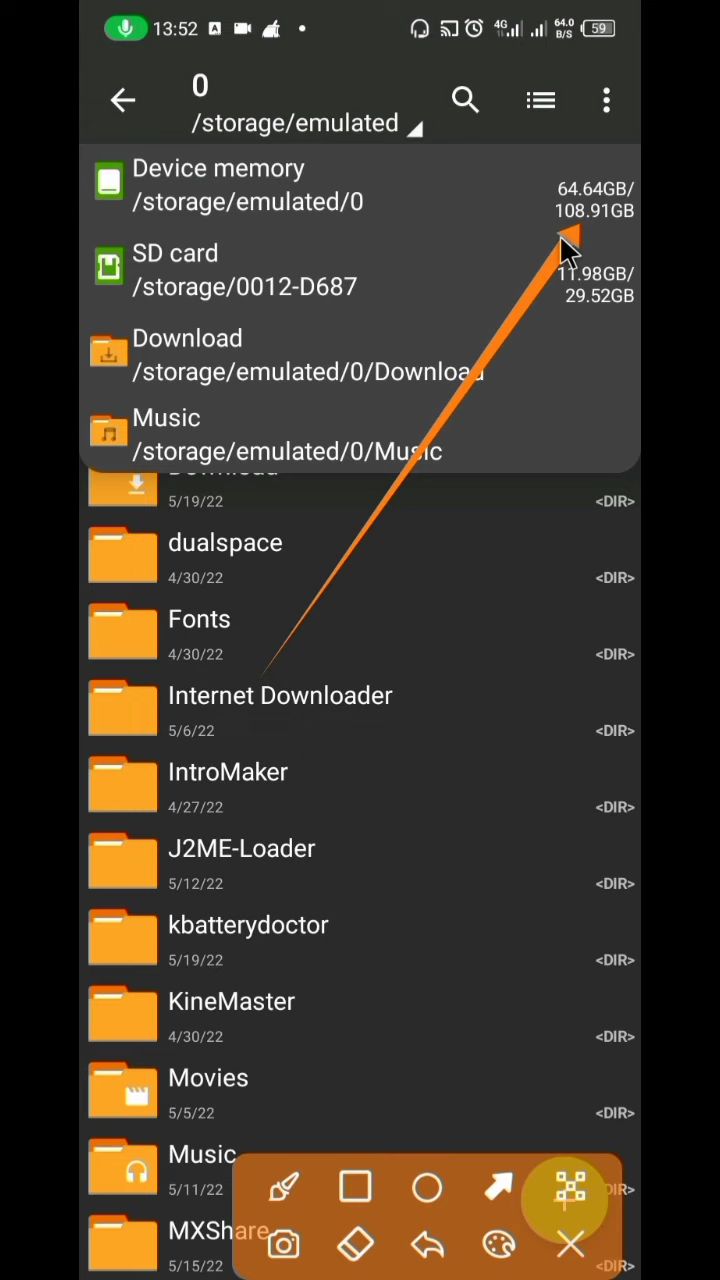 13:52
4G
64.0
B/S
59
0
/storage/emulated
Device memory
/storage/emulated/0
64.64GB/
108.91GB
SD card
/storage/0012-D687
11.98GB/
29.52GB
Download
/storage/emulated/0/Download
Music
/storage/emulated/0/Music
Download
5/19/22
<DIR>
dualspace
4/30/22
<DIR>
Fonts
4/30/22
<DIR>
Internet Downloader
5/6/22
<DIR>
IntroMaker
4/27/22
<DIR>
J2ME-Loader
5/12/22
<DIR>
kbatterydoctor
5/19/22
<DIR>
KineMaster
4/30/22
<DIR>
Movies
5/5/22
<DIR>
Music
5/11/22
MXShare
5/15/22